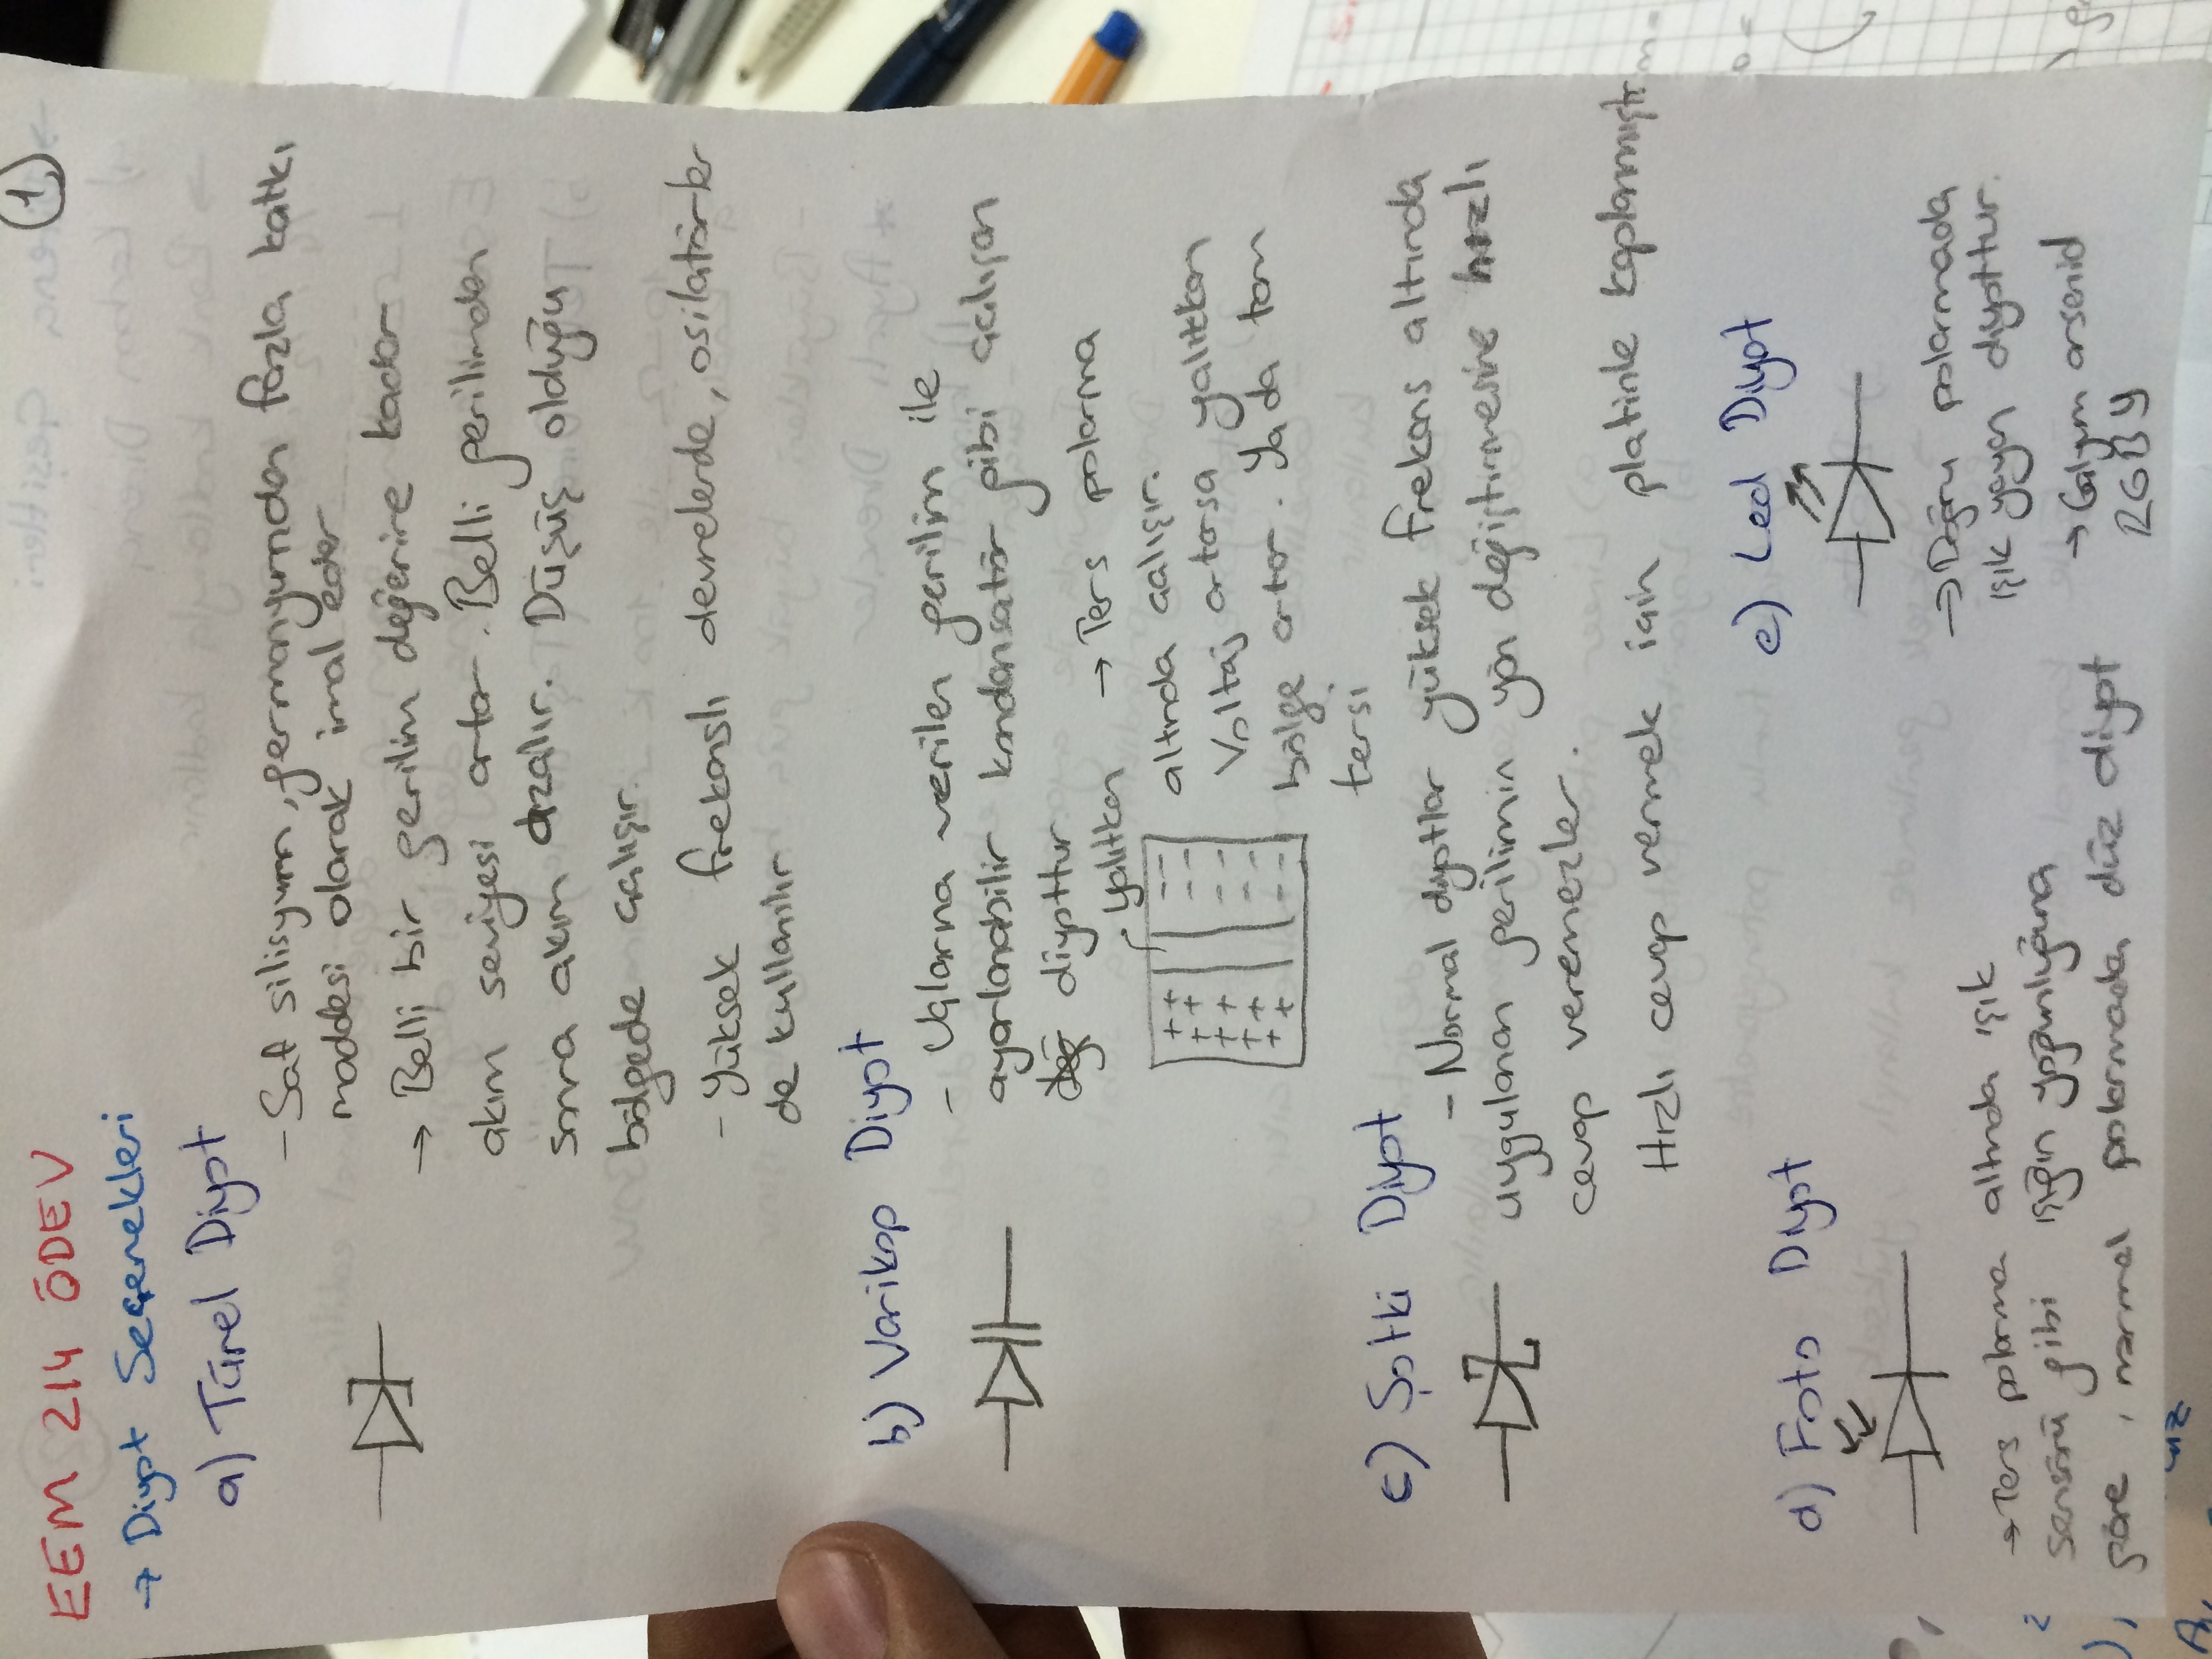 1
EEM 214 ÖDEV
→ Diyot Seçenekleri
a) Tünel Diyot
- Saf silisyum, germanyumdan fazla katkı
maddesi olarak imal eder
→ Belli bir gerilim değerine kadar
akım seviyesi artar. Belli gerilimden
sonra akım azalır. Düşüş olduğu
bölgede çalışır.
- Yüksek frekanslı devrelerde, osilatörler
de kullanılır
b) Varikap Diyot
- Uçlarına verilen gerilim ile
ayarlanabilir kondansatör gibi çalışan
diyottur
yalıtkan → Ters polarma
altında çalışır.
Voltaj artarsa yalıtkan
bölge artar. Ya da tam
tersi
c) Şotki Diyot
- Normal diyotlar yüksek frekans altında
uygulanan gerilimin yön değiştirmesine hızlı
cevap veremezler.
Hızlı cevap vermek için platinle kaplanmıştır
d) Foto Diyot
→ Ters polarma altında ışık
sensörü gibi ışığın yoğunluğuna
göre, normal polarmada düz diyot
e) Led Diyot
→ Doğru polarmada
ışık yayan diyottur.
→ Galyum arsenid
RGBY